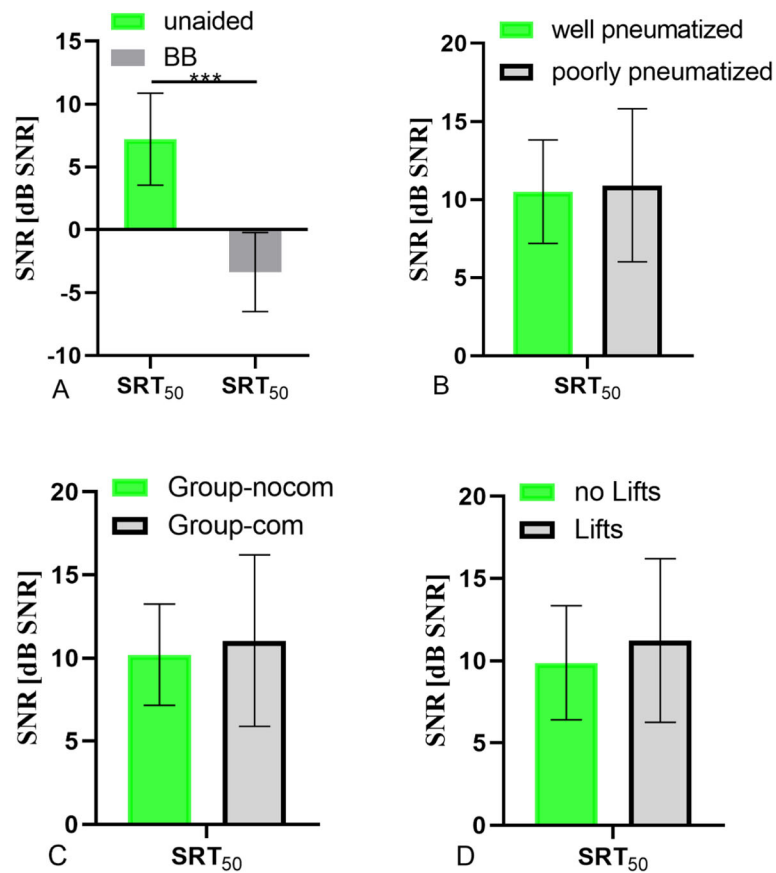 unaided
BB
***
15
10
5
0
-5
-10
SNR [dB SNR]
SRT50 SRT50
A
well pneumatized
poorly pneumatized
20
15
10
5
0
SNR [dB SNR]
SRT50
B
Group-nocom
Group-com
20
15
10
5
0
SNR [dB SNR]
SRT50
C
no Lifts
Lifts
20
15
10
5
0
SNR [dB SNR]
SRT50
D